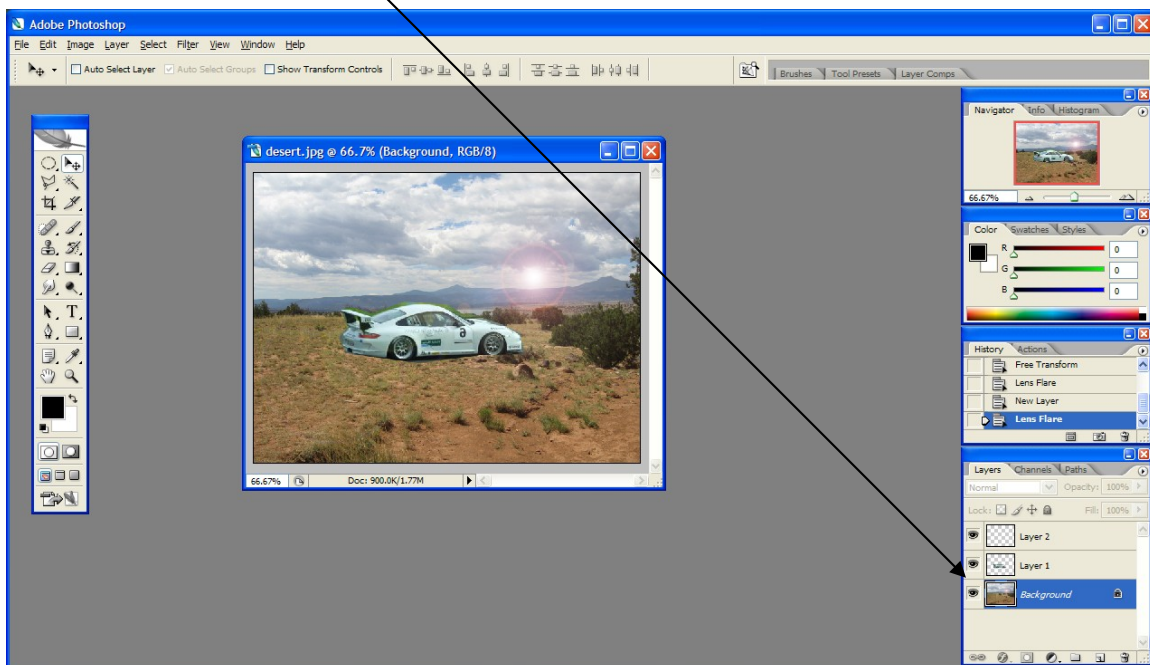 Adobe Photoshop
File Edit Image Layer Select Filter View Window Help
Auto Select Layer Auto Select Groups Show Transform Controls
Brushes Tool Presets Layer Comps
Navigator Info Histogram
66.67%
desert.jpg @ 66.7% (Background, RGB/8)
66.67% Doc: 900.0K/1.77M
Color Swatches Styles
R 0
G 0
B 0
History Actions
Free Transform
Lens Flare
New Layer
Lens Flare
Layers Channels Paths
Normal Opacity: 100%
Lock: Fill: 100%
Layer 2
Layer 1
Background
T
a